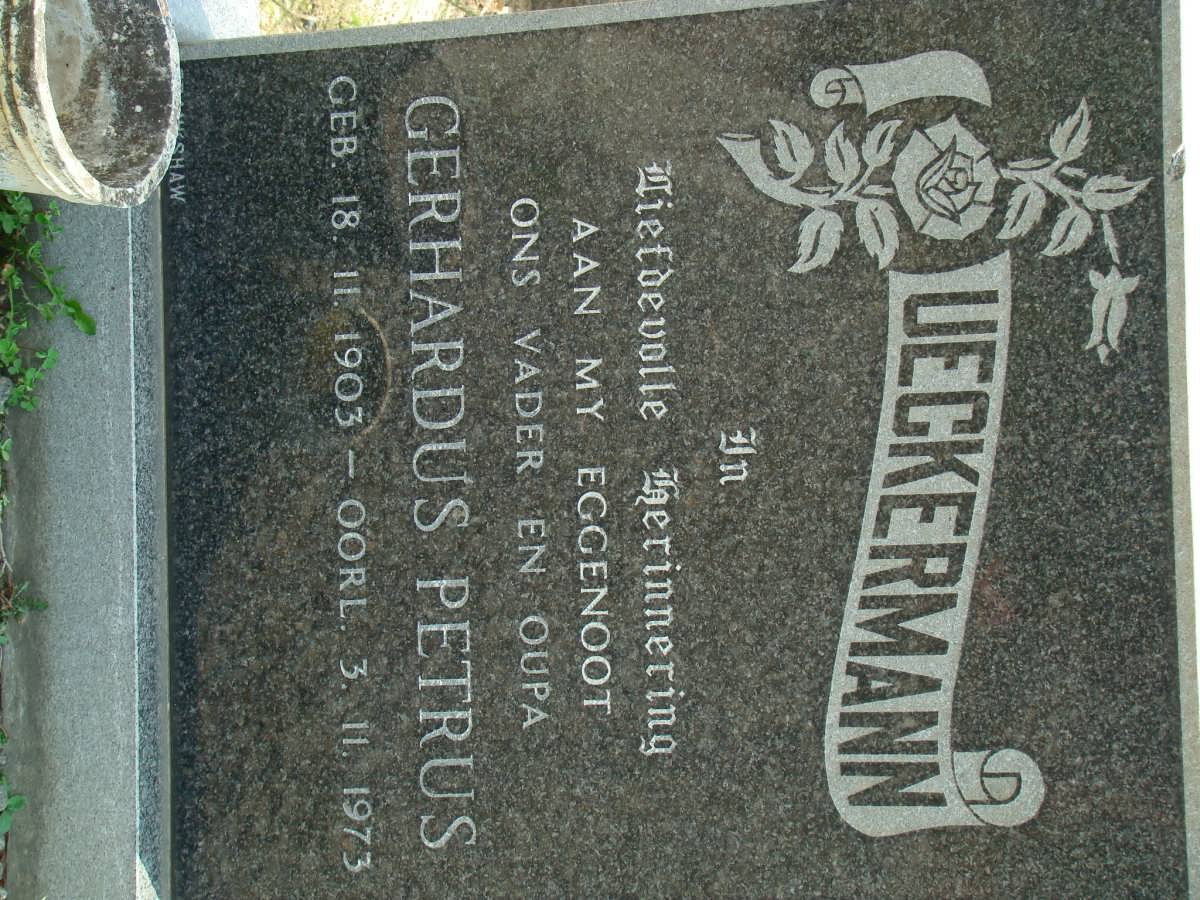 UECKERMANN
In
Liefdevolle Herinnering
AAN MY EGGENOOT
ONS VADER EN OUPA
GERHARDUS PETRUS
GEB. 18. 11. 1903 – OORL. 3. 11. 1973